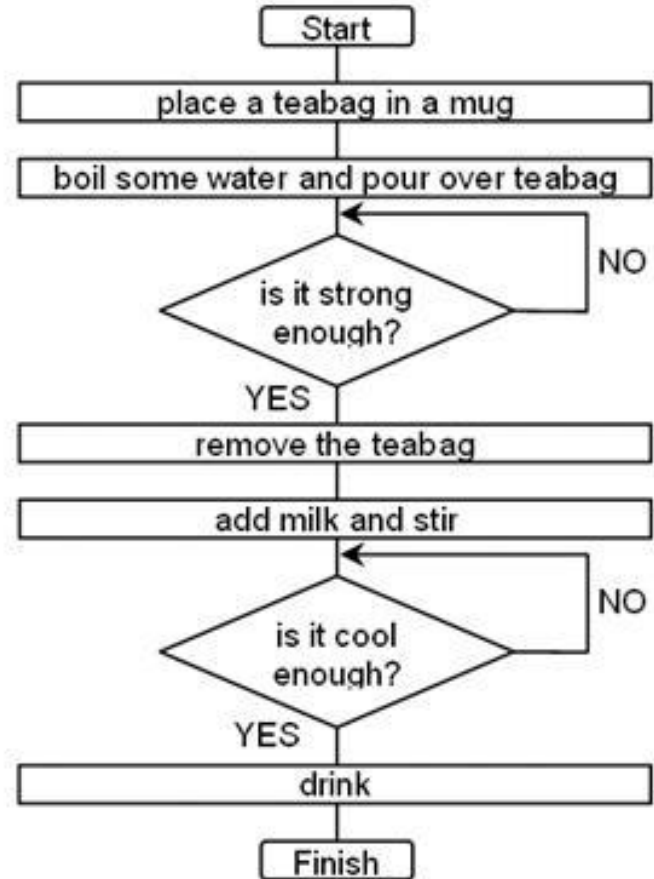 Start
place a teabag in a mug
boil some water and pour over teabag
NO
is it strong
enough?
YES
remove the teabag
add milk and stir
NO
is it cool
enough?
YES
drink
Finish